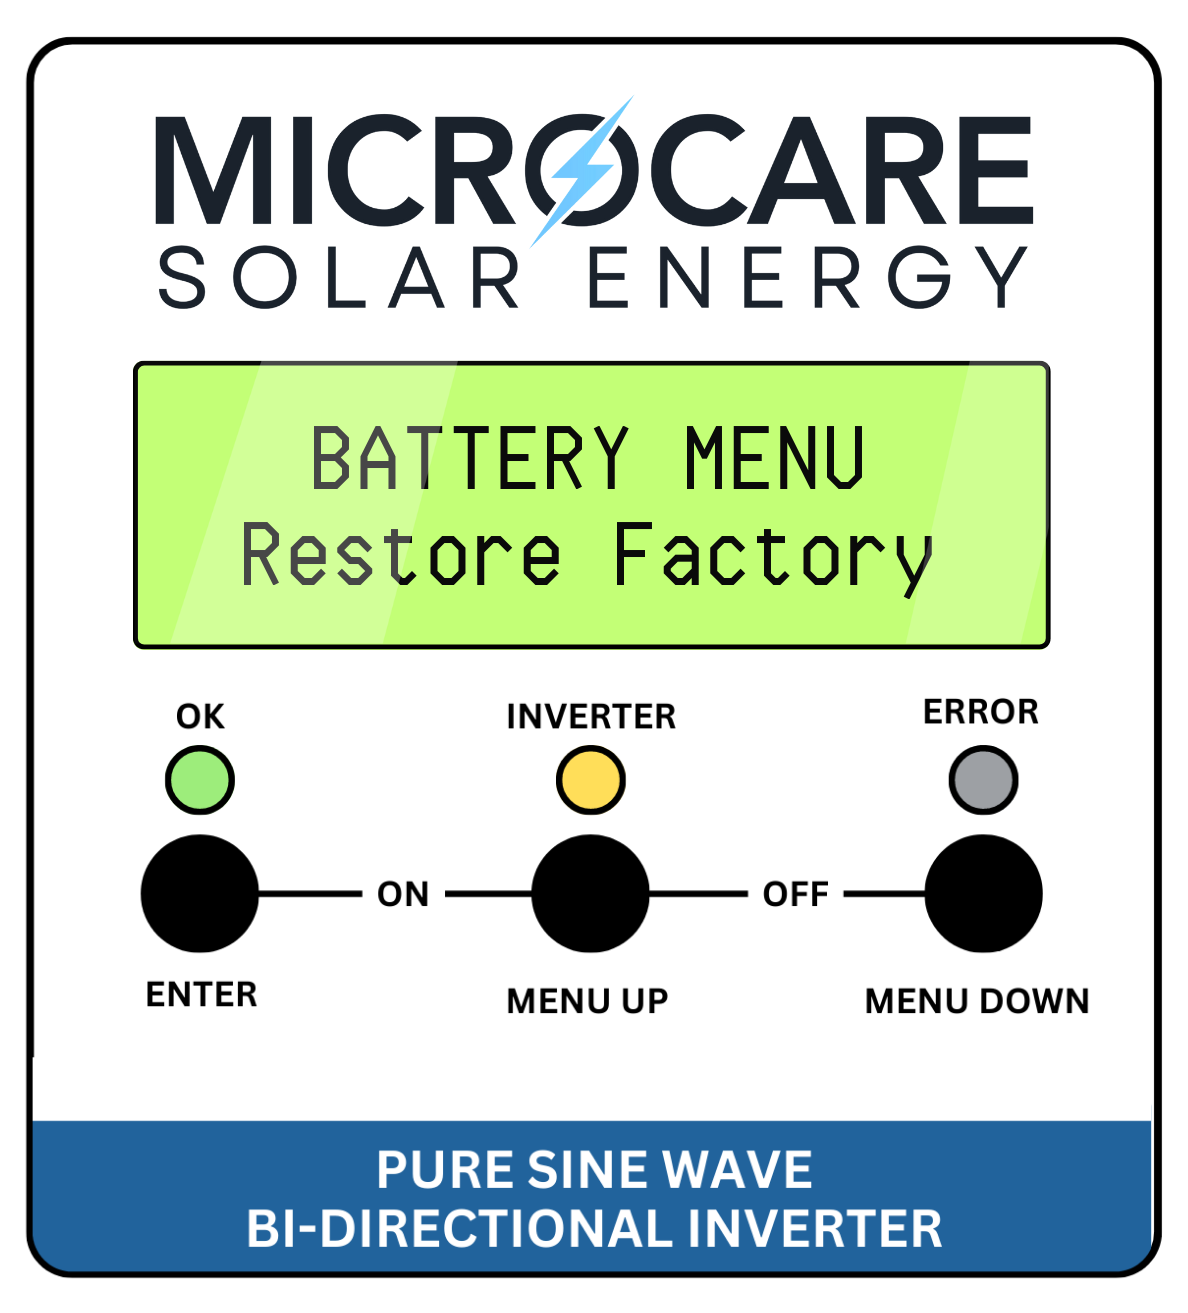 MICROCARE
SOLAR ENERGY
BATTERY MENU
Restore Factory
OK INVERTER ERROR
ON OFF
ENTER MENU UP MENU DOWN
PURE SINE WAVE
BI-DIRECTIONAL INVERTER